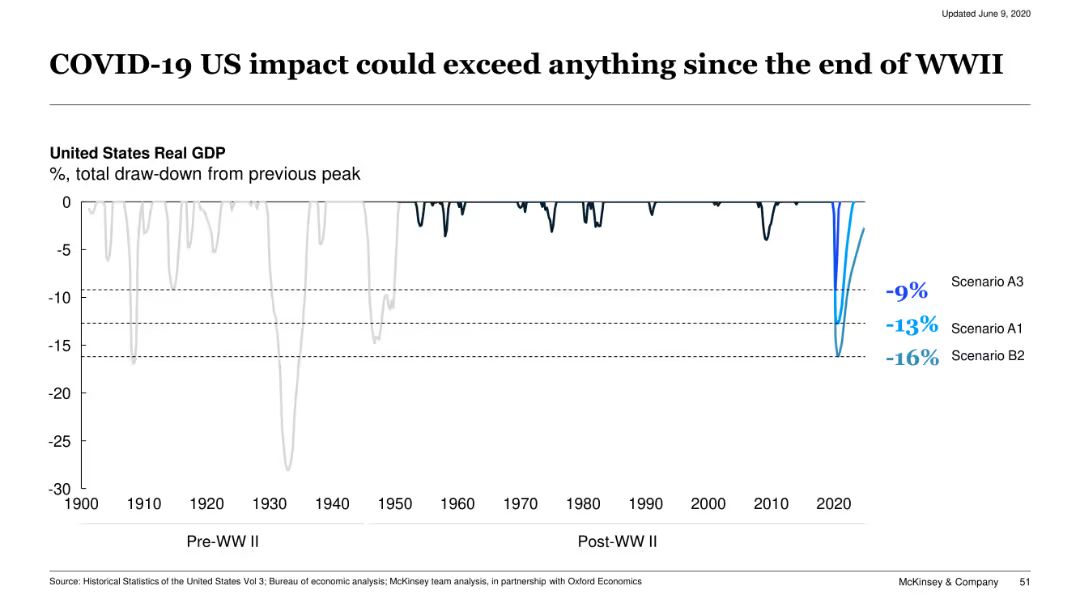 Updated June 9, 2020
COVID-19 US impact could exceed anything since the end of WWII
United States Real GDP
%, total draw-down from previous peak
0
-5
-10
-15
-20
-25
-30
1900 1910 1920 1930 1940 1950 1960 1970 1980 1990 2000 2010 2020
Pre-WW II Post-WW II
-9% Scenario A3
-13% Scenario A1
-16% Scenario B2
Source: Historical Statistics of the United States Vol 3; Bureau of economic analysis; McKinsey team analysis, in partnership with Oxford Economics
McKinsey & Company 51